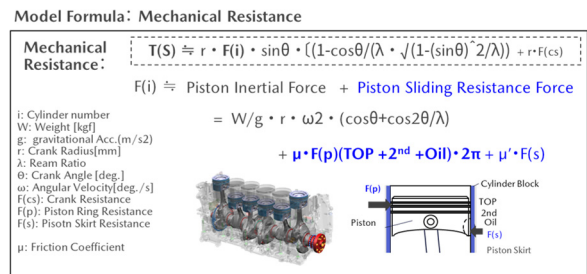 Model Formula: Mechanical Resistance
Mechanical Resistance:
T(S) ≒ r・F(i)・sinθ・((1-cosθ/(λ・√(1-(sinθ)^2/λ)) + r・F(cs)
F(i) ≒ Piston Inertial Force + Piston Sliding Resistance Force
= W/g・r・ω2・(cosθ+cos2θ/λ)
+ μ・F(p)(TOP +2nd +Oil)・2π + μ'・F(s)
i: Cylinder number
W: Weight [kgf]
g: gravitational Acc.(m/s2)
r: Crank Radius[mm]
λ: Ream Ratio
Θ: Crank Angle [deg.]
ω: Angular Velocity[deg./s]
F(cs): Crank Resistance
F(p): Piston Ring Resistance
F(s): Pisotn Skirt Resistance
μ: Friction Coefficient
F(p)
Cylinder Block
TOP
2nd
Oil
Piston
F(s)
Piston Skirt